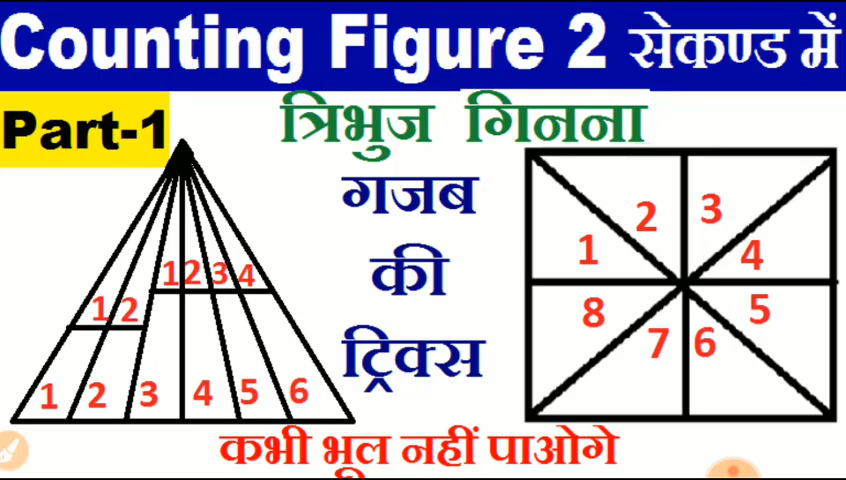 Counting Figure 2 सेकण्ड में
Part-1
त्रिभुज गिनना
गजब
की
ट्रिक्स
1 2 3 4
1 2
1 2 3 4 5 6
2 3
1 4
8 5
7 6
कभी भूल नहीं पाओगे